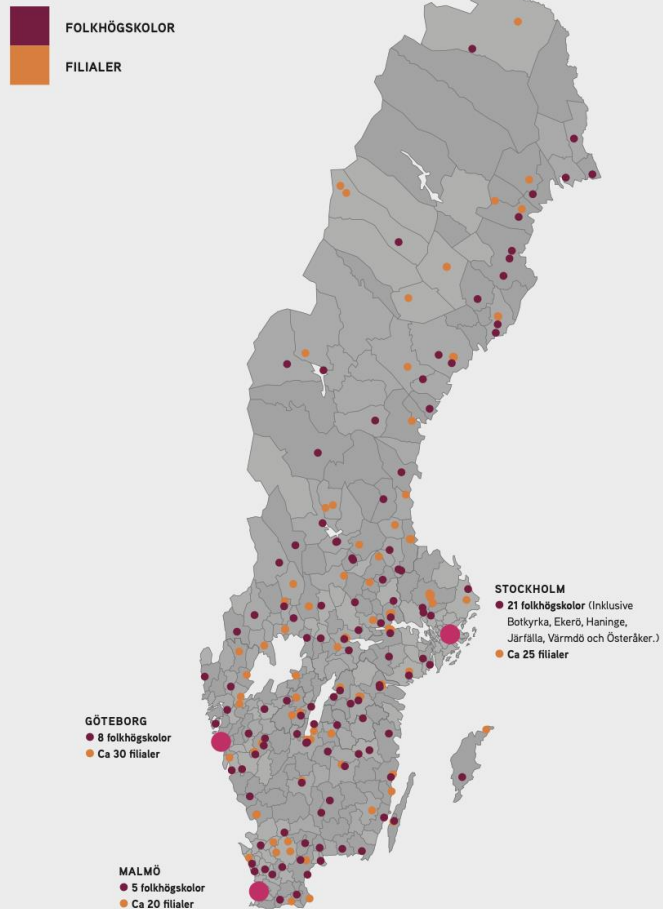 FOLKHÖGSKOLOR
FILIALER
STOCKHOLM
21 folkhögskolor (Inklusive
Botkyrka, Ekerö, Haninge,
Järfälla, Värmdö och Österåker.)
Ca 25 filialer
GÖTEBORG
8 folkhögskolor
Ca 30 filialer
MALMÖ
5 folkhögskolor
Ca 20 filialer